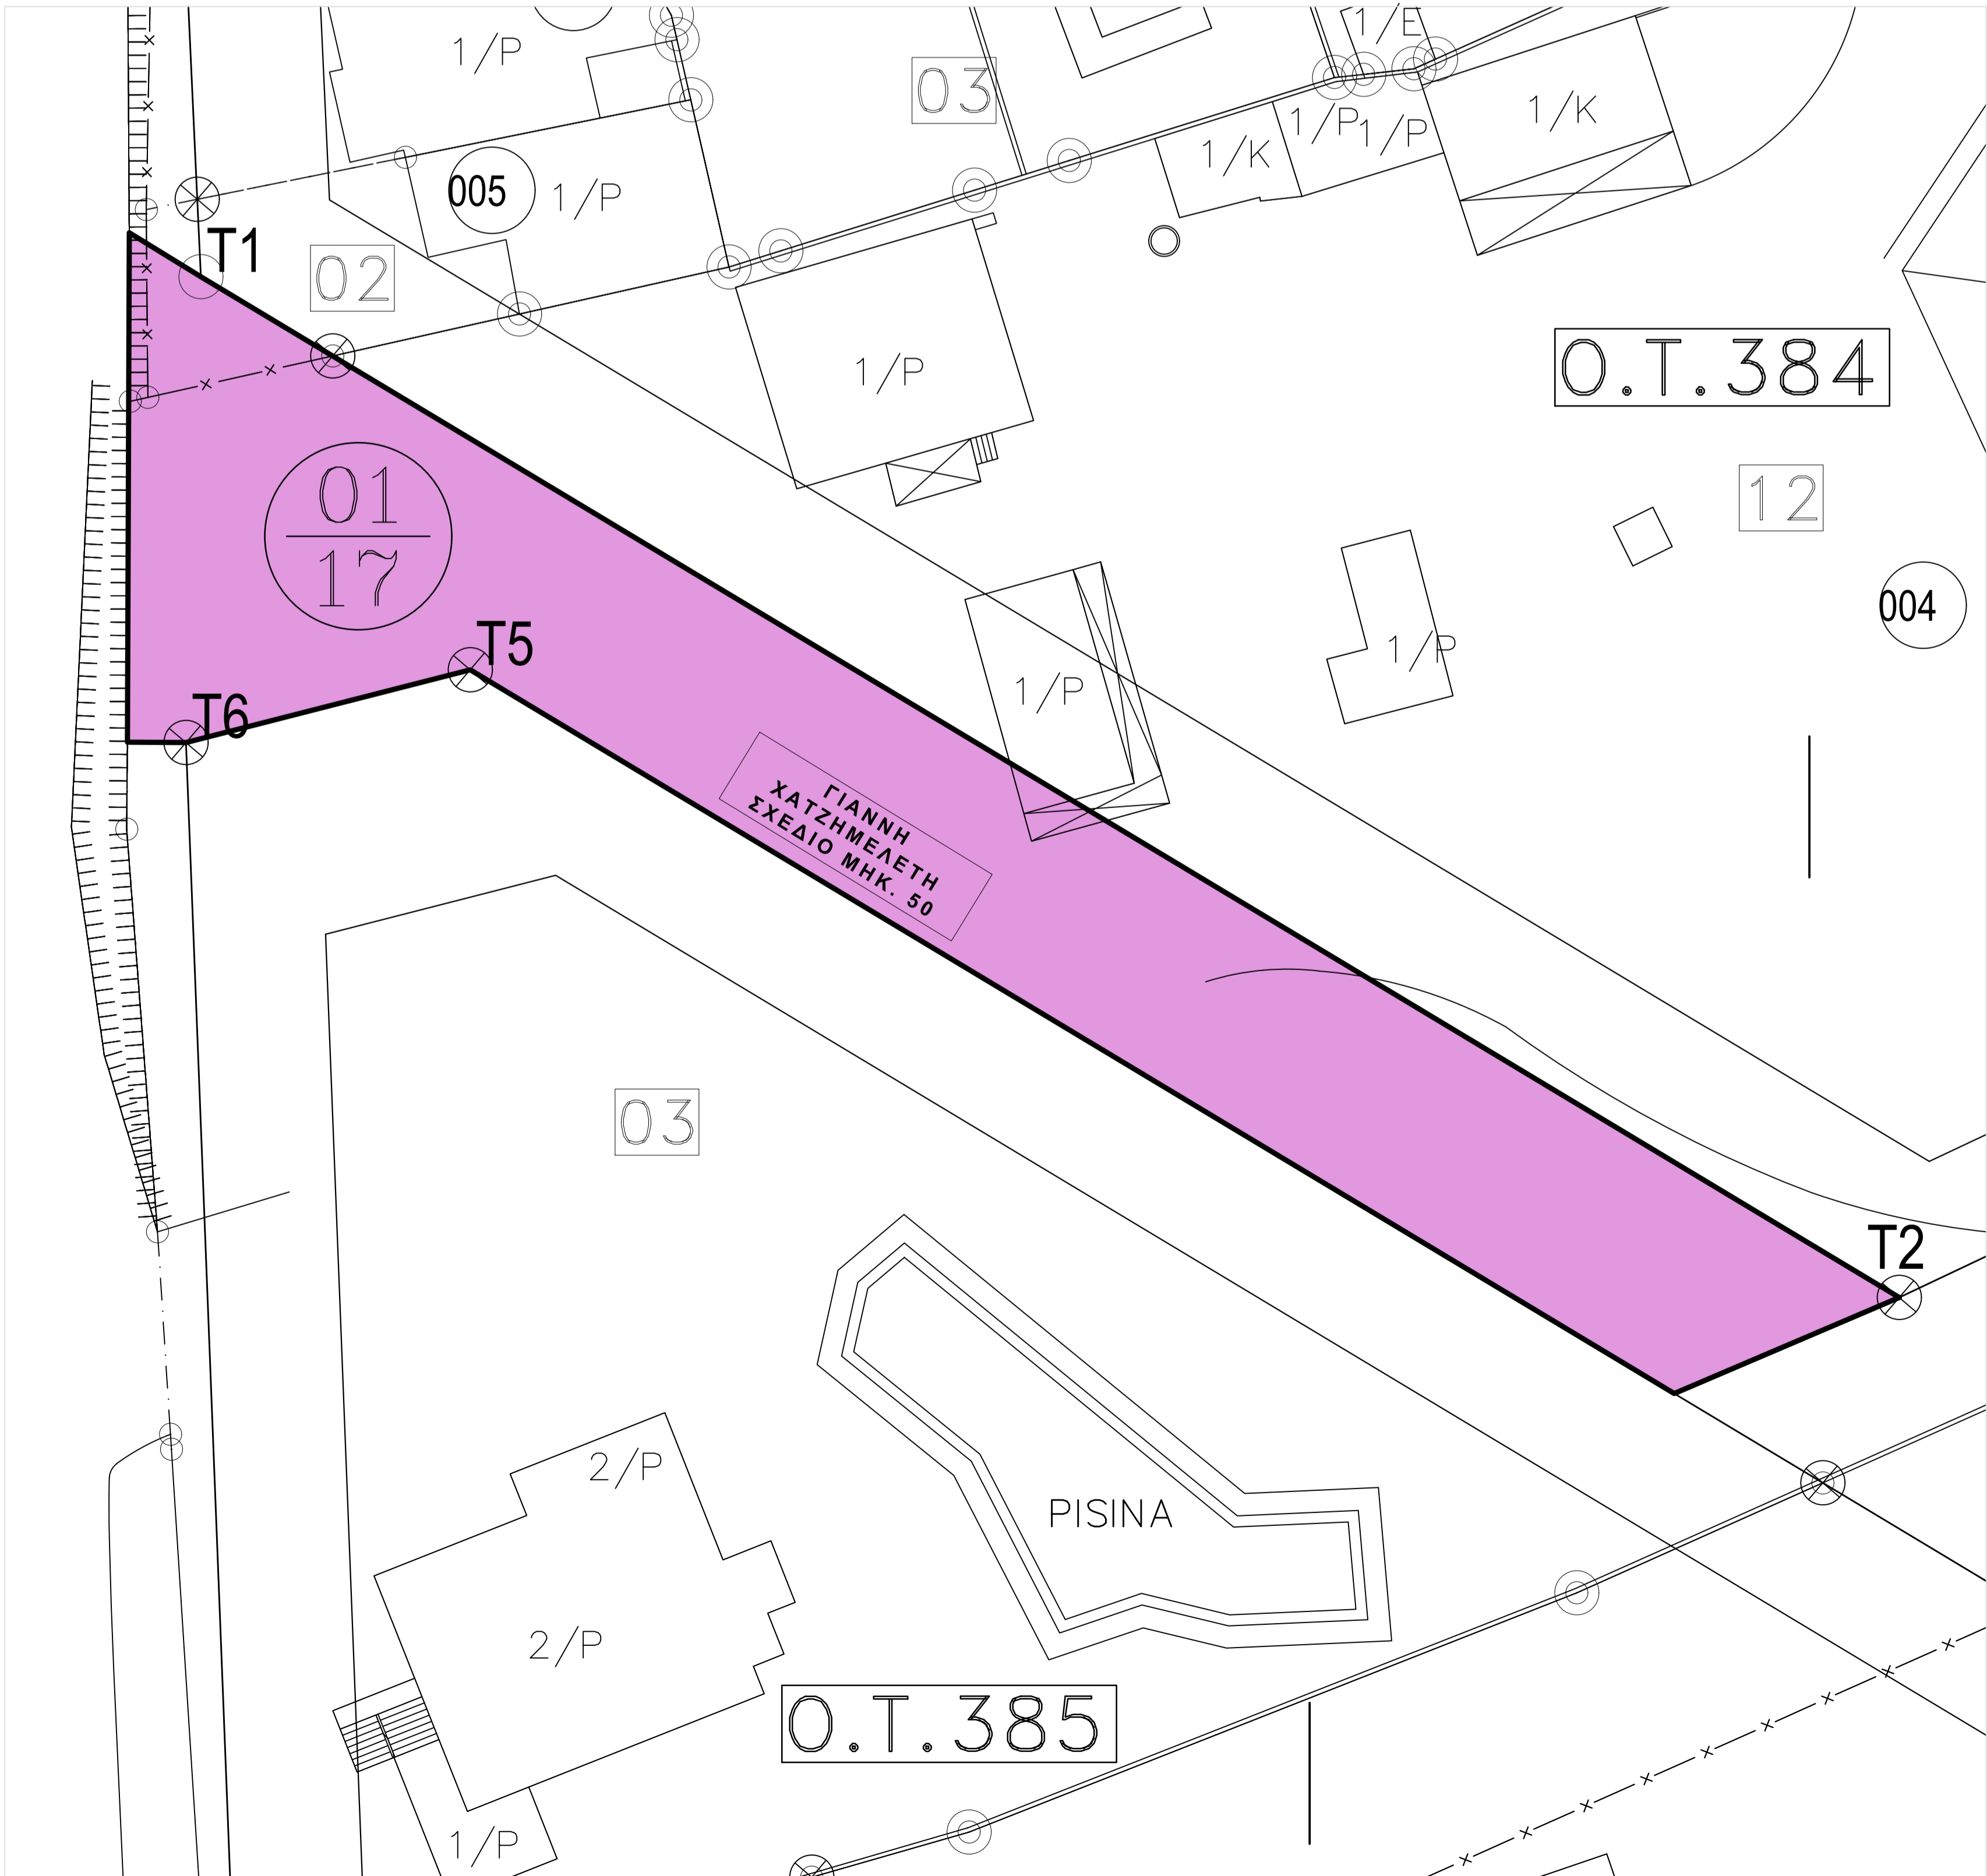 1/E
1/P
03
1/K
1/P
1/P
1/K
005
1/P
T1
02
1/P
O.T.384
12
01
17
004
T5
1/P
1/P
T6
ΓΙΑΝΝΗ
ΧΑΤΖΗΜΕΛΕΤΗ
ΣΧΕΔΙΟ ΜΗΚ. 50
03
T2
2/P
PISINA
2/P
O.T.385
1/P